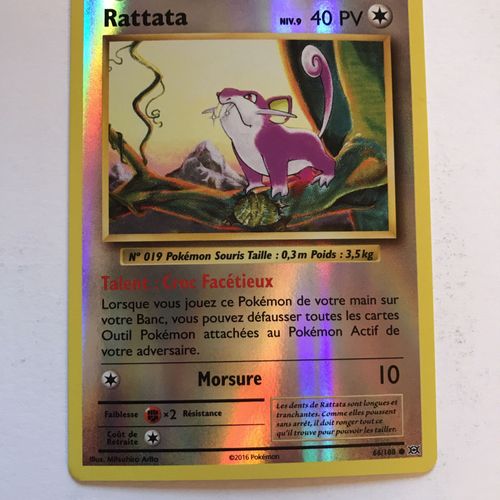 Rattata NIV.9 40 PV
N° 019 Pokémon Souris Taille : 0,3 m Poids : 3,5 kg
Talent : Croc Facétieux
Lorsque vous jouez ce Pokémon de votre main sur
votre Banc, vous pouvez défausser toutes les cartes
Outil Pokémon attachées au Pokémon Actif de
votre adversaire.
Morsure 10
Faiblesse ×2 Résistance
Coût de
Retraite
Les dents de Rattata sont longues et
tranchantes. Comme elles poussent
sans arrêt, il doit ronger tout ce
qu'il trouve pour pouvoir les tailler.
Illus. Mitsuhiro Arita
©2016 Pokémon
66/108